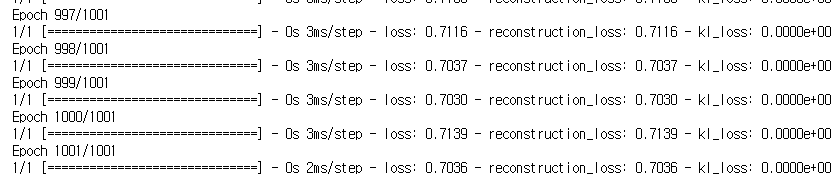 Epoch 997/1001
1/1 [==============================] - 0s 3ms/step - loss: 0.7116 - reconstruction_loss: 0.7116 - kl_loss: 0.0000e+00
Epoch 998/1001
1/1 [==============================] - 0s 3ms/step - loss: 0.7037 - reconstruction_loss: 0.7037 - kl_loss: 0.0000e+00
Epoch 999/1001
1/1 [==============================] - 0s 3ms/step - loss: 0.7030 - reconstruction_loss: 0.7030 - kl_loss: 0.0000e+00
Epoch 1000/1001
1/1 [==============================] - 0s 3ms/step - loss: 0.7139 - reconstruction_loss: 0.7139 - kl_loss: 0.0000e+00
Epoch 1001/1001
1/1 [==============================] - 0s 2ms/step - loss: 0.7036 - reconstruction_loss: 0.7036 - kl_loss: 0.0000e+00